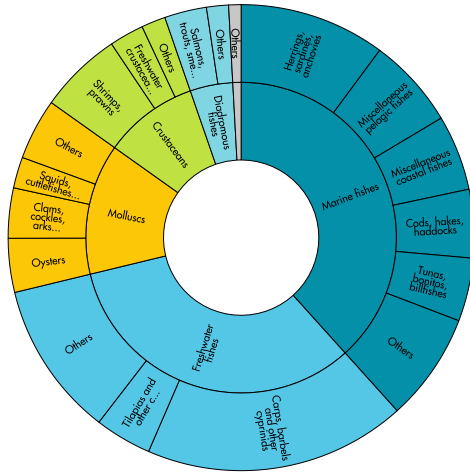 Herrings,
sardines,
anchovies
Miscellaneous
pelagic fishes
Miscellaneous
coastal fishes
Cods, hakes,
haddocks
Tunas,
bonitos,
billfishes
Others
Marine fishes
Carps, barbels
and other
cyprinids
Tilapias and
other c...
Others
Freshwater
fishes
Oysters
Clams,
cockles,
arks...
Squids,
cuttlefishes...
Others
Molluscs
Shrimps,
prawns
Freshwater
crustacea...
Others
Crustaceans
Salmons,
trouts, sme...
Others
Diadromous
fishes
Others